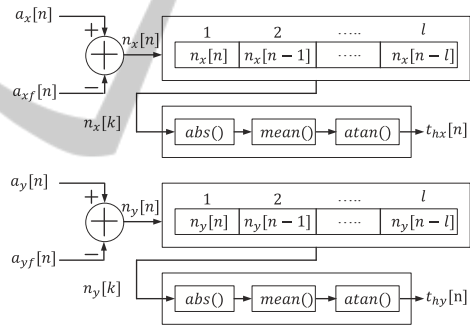 a_x[n]
1 2 ..... l
+ n_x[n] n_x[n] n_x[n − 1] n_x[n − l]
−
a_xf[n]
n_x[k]
abs() mean() atan() t_hx[n]
a_y[n]
1 2 ..... l
+ n_y[n] n_y[n] n_y[n − 1] n_y[n − l]
−
a_yf[n]
n_y[k]
abs() mean() atan() t_hy[n]